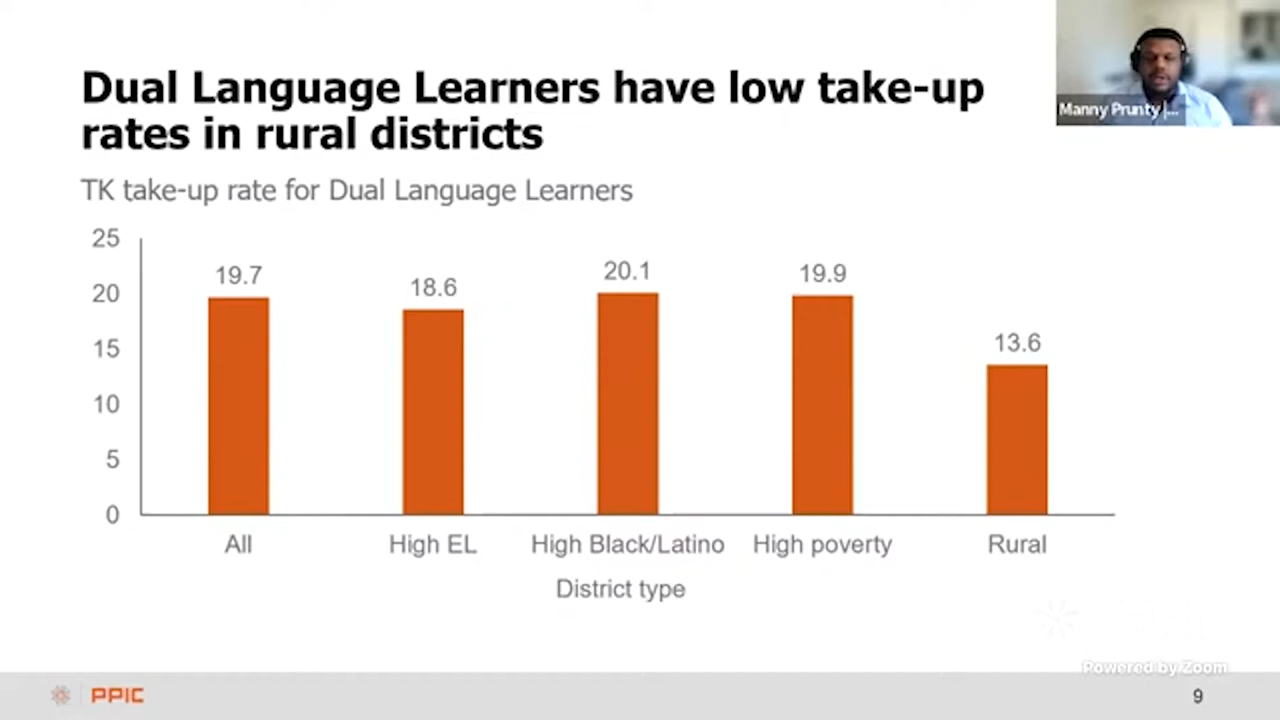 Dual Language Learners have low take-up
rates in rural districts
TK take-up rate for Dual Language Learners
25
20
15
10
5
0
19.7
18.6
20.1
19.9
13.6
All
High EL
High Black/Latino
High poverty
Rural
District type
Manny Prunty |...
Powered by Zoom
PPIC
9